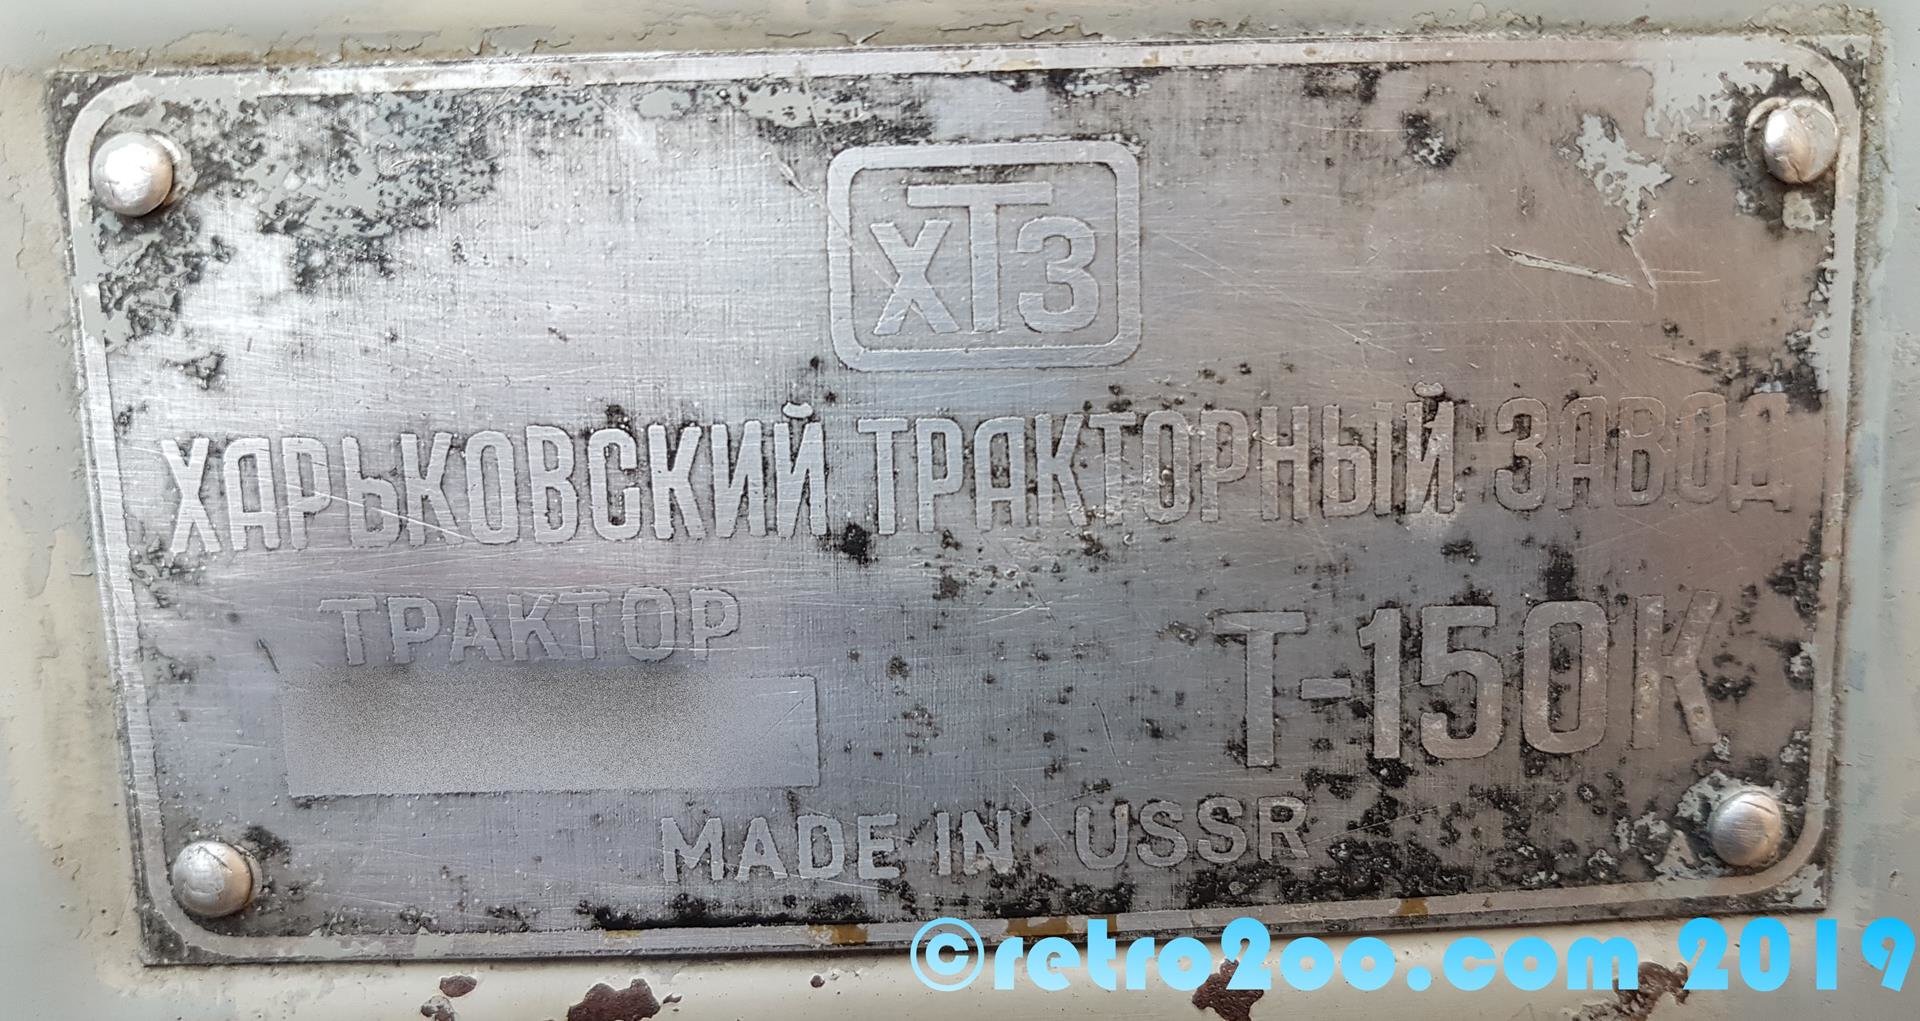 ХТЗ
ХАРЬКОВСКИЙ ТРАКТОРНЫЙ ЗАВОД
ТРАКТОР
Т-150К
MADE IN USSR
©retro2oo.com 2019